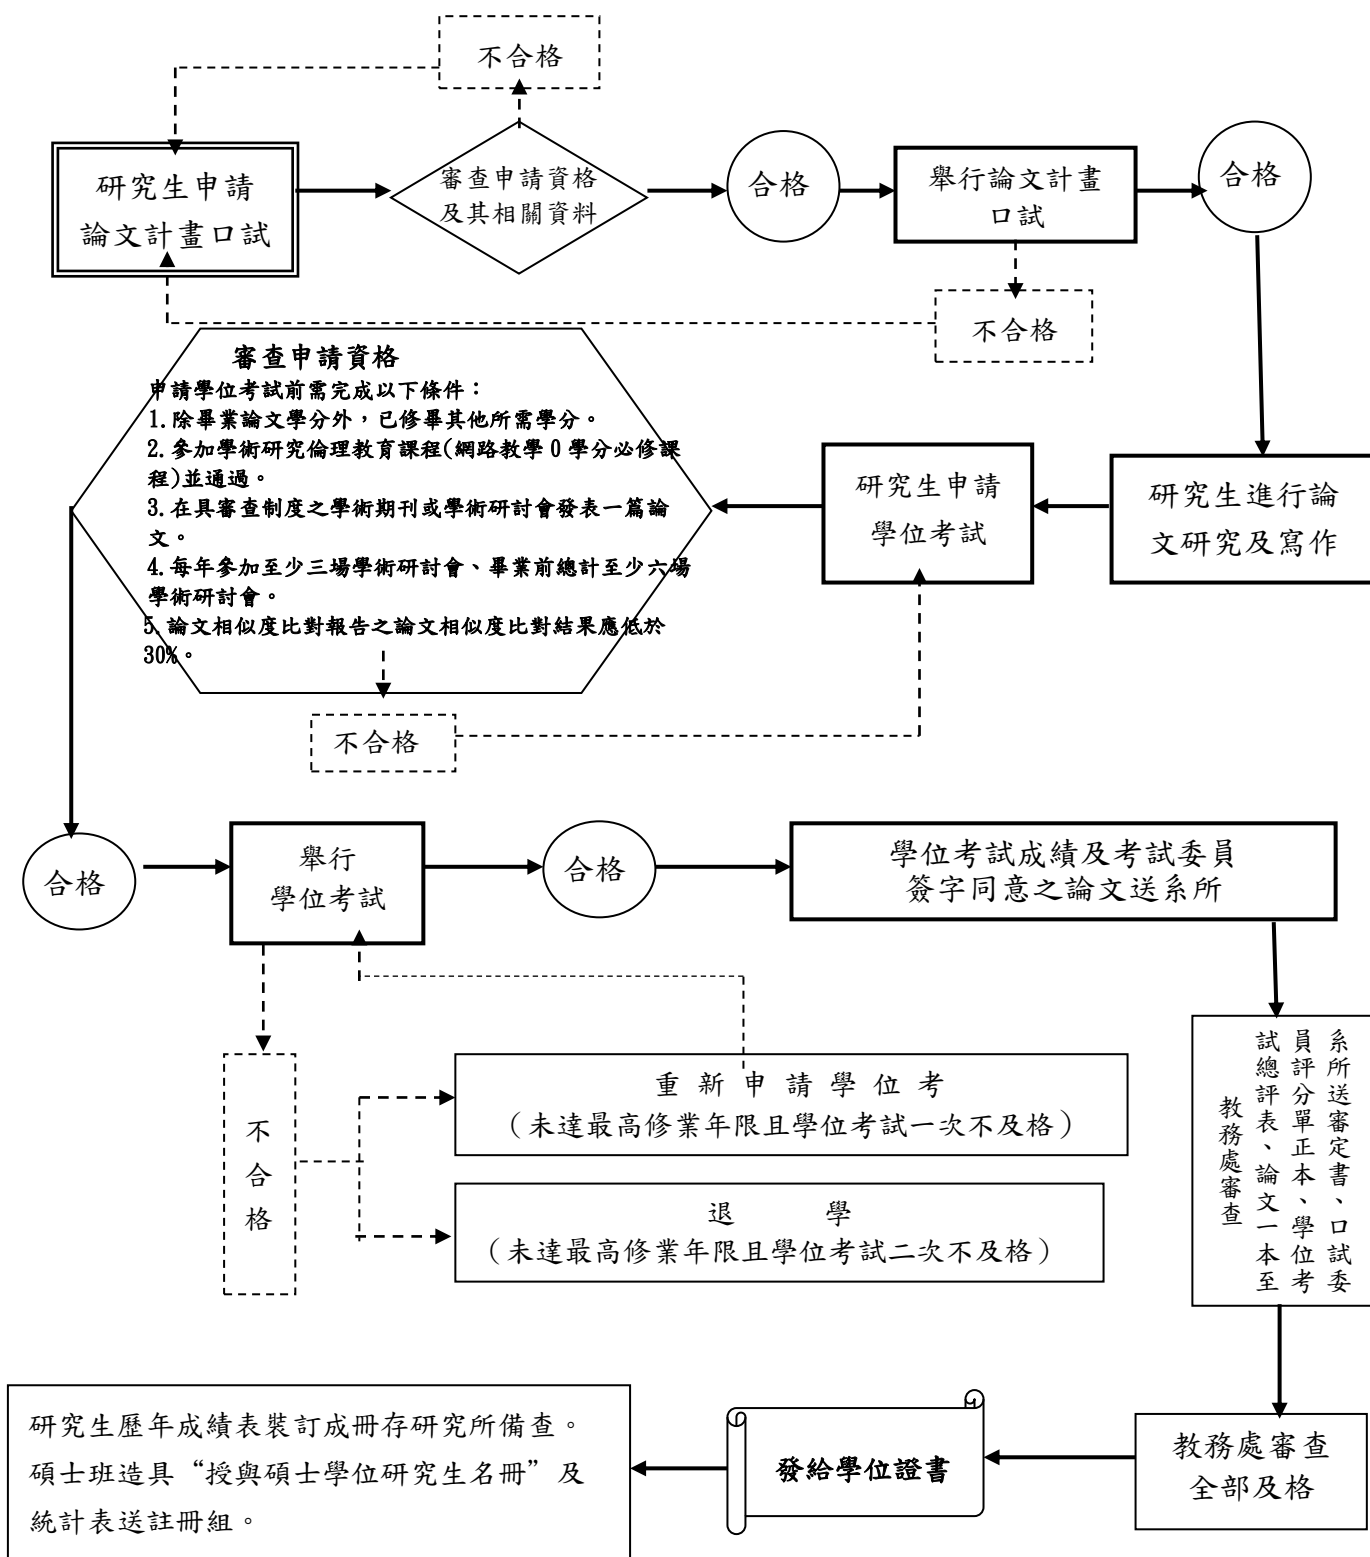 不合格
研究生申請
論文計畫口試
審查申請資格
及其相關資料
合格
舉行論文計畫
口試
合格
不合格
審查申請資格
申請學位考試前需完成以下條件：
1.除畢業論文學分外，已修畢其他所需學分。
2.參加學術研究倫理教育課程(網路教學0學分必修課
程)並通過。
3.在具審查制度之學術期刊或學術研討會發表一篇論
文。
4.每年參加至少三場學術研討會、畢業前總計至少六場
學術研討會。
5.論文相似度比對報告之論文相似度比對結果應低於
30%。
研究生申請
學位考試
研究生進行論
文研究及寫作
不合格
合格
舉行
學位考試
合格
學位考試成績及考試委員
簽字同意之論文送系所
不合格
重新申請學位考
（未達最高修業年限且學位考試一次不及格）
退　　學
（未達最高修業年限且學位考試二次不及格）
系所送審定書、口試委
員評分單正本、學位考
試總評表、論文一本至
教務處審查
研究生歷年成績表裝訂成冊存研究所備查。
碩士班造具“授與碩士學位研究生名冊”及
統計表送註冊組。
發給學位證書
教務處審查
全部及格